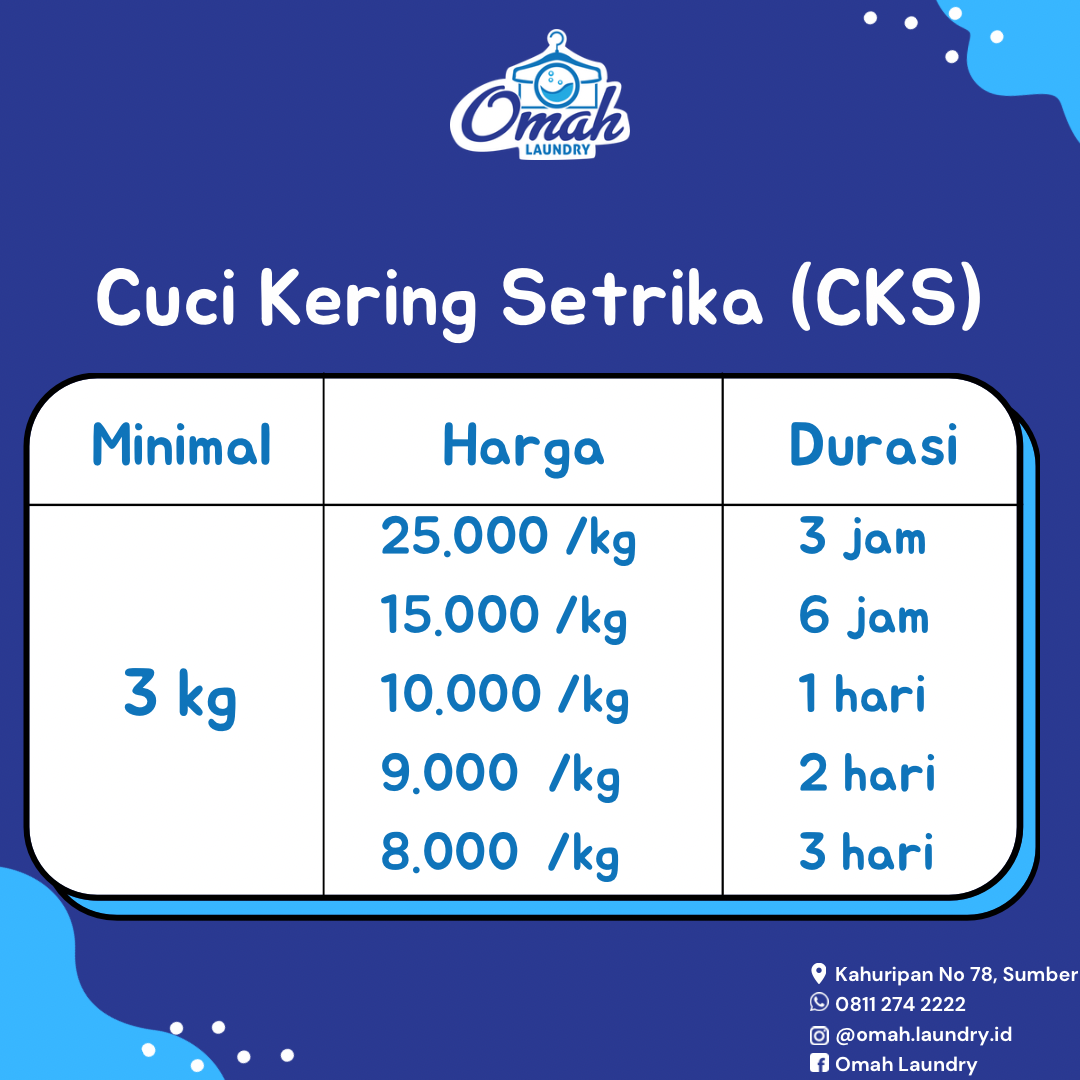 Omah
LAUNDRY
Cuci Kering Setrika (CKS)
Minimal Harga Durasi
25.000 /kg 3 jam
15.000 /kg 6 jam
3 kg 10.000 /kg 1 hari
9.000 /kg 2 hari
8.000 /kg 3 hari
Kahuripan No 78, Sumber
0811 274 2222
@omah.laundry.id
Omah Laundry